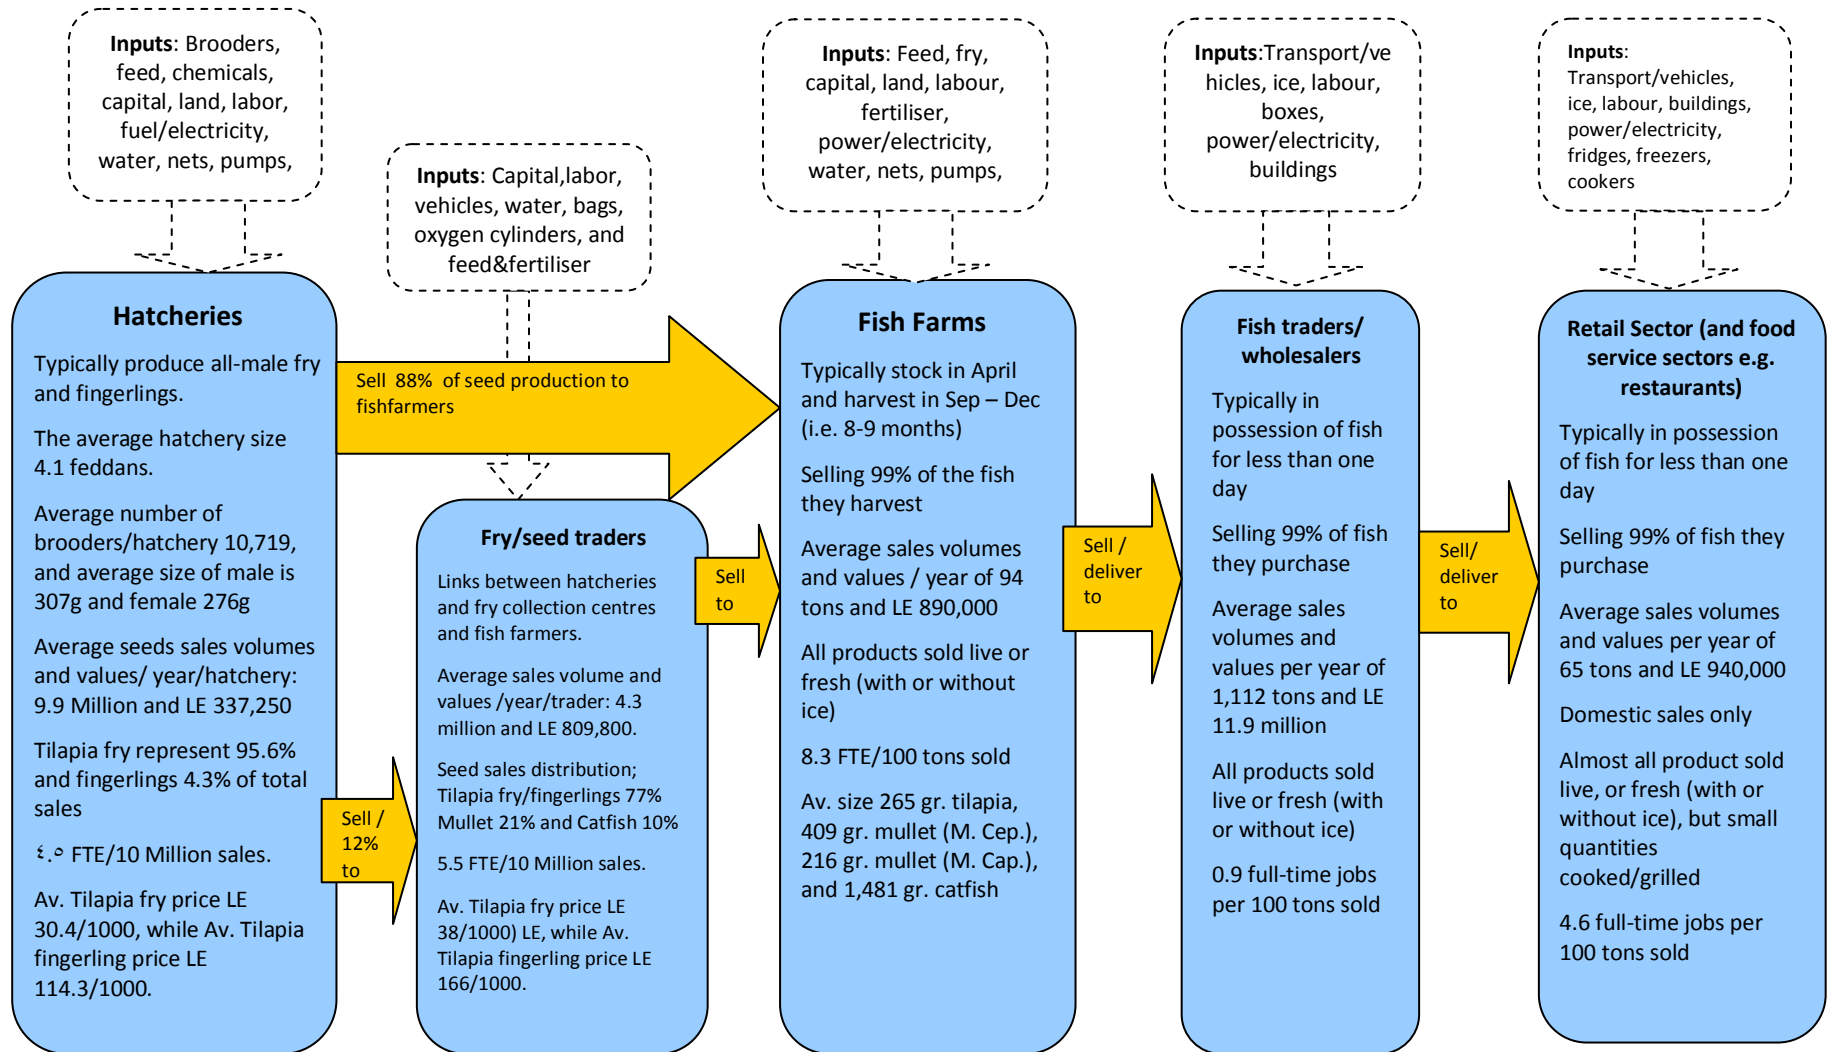 Inputs: Brooders,
feed, chemicals,
capital, land, labor,
fuel/electricity,
water, nets, pumps,
Inputs: Capital,labor,
vehicles, water, bags,
oxygen cylinders, and
feed&fertiliser
Inputs: Feed, fry,
capital, land, labour,
fertiliser,
power/electricity,
water, nets, pumps,
Inputs:Transport/ve
hicles, ice, labour,
boxes,
power/electricity,
buildings
Inputs:
Transport/vehicles,
ice, labour, buildings,
power/electricity,
fridges, freezers,
cookers
Hatcheries
Typically produce all-male fry
and fingerlings.
The average hatchery size
4.1 feddans.
Average number of
brooders/hatchery 10,719,
and average size of male is
307g and female 276g
Average seeds sales volumes
and values/ year/hatchery:
9.9 Million and LE 337,250
Tilapia fry represent 95.6%
and fingerlings 4.3% of total
sales
٤.٥ FTE/10 Million sales.
Av. Tilapia fry price LE
30.4/1000, while Av. Tilapia
fingerling price LE
114.3/1000.
Sell 88% of seed production to
fishfarmers
Sell /
12%
to
Fry/seed traders
Links between hatcheries
and fry collection centres
and fish farmers.
Average sales volume and
values /year/trader: 4.3
million and LE 809,800.
Seed sales distribution;
Tilapia fry/fingerlings 77%
Mullet 21% and Catfish 10%
5.5 FTE/10 Million sales.
Av. Tilapia fry price LE
38/1000) LE, while Av.
Tilapia fingerling price LE
166/1000.
Sell
to
Fish Farms
Typically stock in April
and harvest in Sep – Dec
(i.e. 8-9 months)
Selling 99% of the fish
they harvest
Average sales volumes
and values / year of 94
tons and LE 890,000
All products sold live or
fresh (with or without
ice)
8.3 FTE/100 tons sold
Av. size 265 gr. tilapia,
409 gr. mullet (M. Cep.),
216 gr. mullet (M. Cap.),
and 1,481 gr. catfish
Sell /
deliver
to
Fish traders/
wholesalers
Typically in
possession of fish
for less than one
day
Selling 99% of fish
they purchase
Average sales
volumes and
values per year of
1,112 tons and LE
11.9 million
All products sold
live or fresh (with
or without ice)
0.9 full-time jobs
per 100 tons sold
Sell/
deliver
to
Retail Sector (and food
service sectors e.g.
restaurants)
Typically in possession
of fish for less than one
day
Selling 99% of fish they
purchase
Average sales volumes
and values per year of
65 tons and LE 940,000
Domestic sales only
Almost all product sold
live, or fresh (with or
without ice), but small
quantities
cooked/grilled
4.6 full-time jobs per
100 tons sold